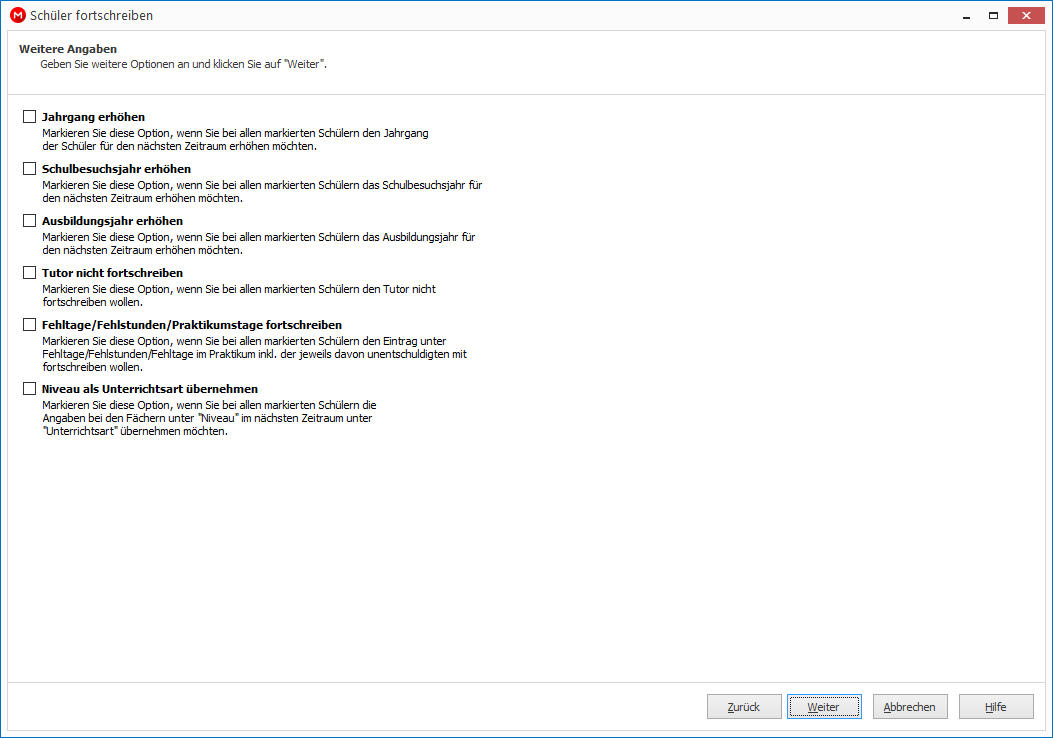 M Schüler fortschreiben
Weitere Angaben
Geben Sie weitere Optionen an und klicken Sie auf "Weiter".
Jahrgang erhöhen
Markieren Sie diese Option, wenn Sie bei allen markierten Schülern den Jahrgang
der Schüler für den nächsten Zeitraum erhöhen möchten.
Schulbesuchsjahr erhöhen
Markieren Sie diese Option, wenn Sie bei allen markierten Schülern das Schulbesuchsjahr für
den nächsten Zeitraum erhöhen möchten.
Ausbildungsjahr erhöhen
Markieren Sie diese Option, wenn Sie bei allen markierten Schülern das Ausbildungsjahr für
den nächsten Zeitraum erhöhen möchten.
Tutor nicht fortschreiben
Markieren Sie diese Option, wenn Sie bei allen markierten Schülern den Tutor nicht
fortschreiben wollen.
Fehltage/Fehlstunden/Praktikumstage fortschreiben
Markieren Sie diese Option, wenn Sie bei allen markierten Schülern den Eintrag unter
Fehltage/Fehlstunden/Fehltage im Praktikum inkl. der jeweils davon unentschuldigten mit
fortschreiben wollen.
Niveau als Unterrichtsart übernehmen
Markieren Sie diese Option, wenn Sie bei allen markierten Schülern die
Angaben bei den Fächern unter "Niveau" im nächsten Zeitraum unter
"Unterrichtsart" übernehmen möchten.
Zurück Weiter Abbrechen Hilfe